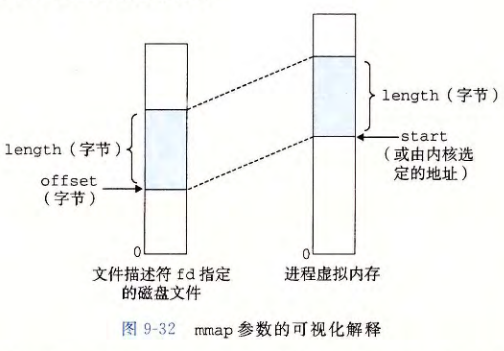 length（字节）
length（字节）
start
（或由内核选
定的地址）
offset
（字节）
0
0
文件描述符 fd 指定
的磁盘文件
进程虚拟内存
图 9-32 mmap 参数的可视化解释